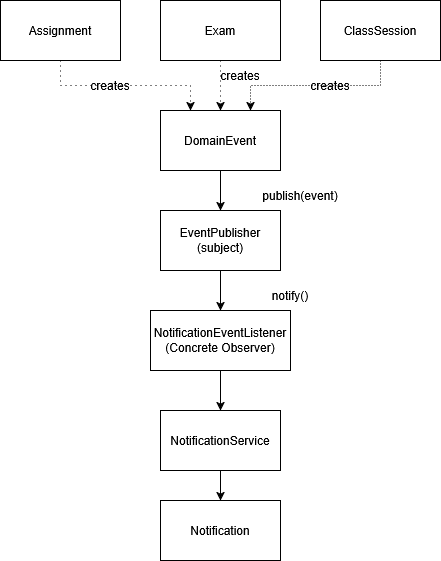 Assignment
Exam
ClassSession
creates
creates
creates
DomainEvent
publish(event)
EventPublisher
(subject)
notify()
NotificationEventListener
(Concrete Observer)
NotificationService
Notification